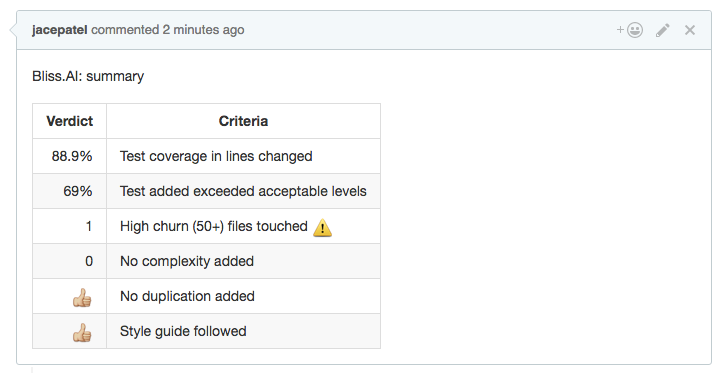 jacepatel commented 2 minutes ago
Bliss.AI: summary
Verdict Criteria
88.9% Test coverage in lines changed
69% Test added exceeded acceptable levels
1 High churn (50+) files touched ⚠️
0 No complexity added
👍🏼 No duplication added
👍🏼 Style guide followed